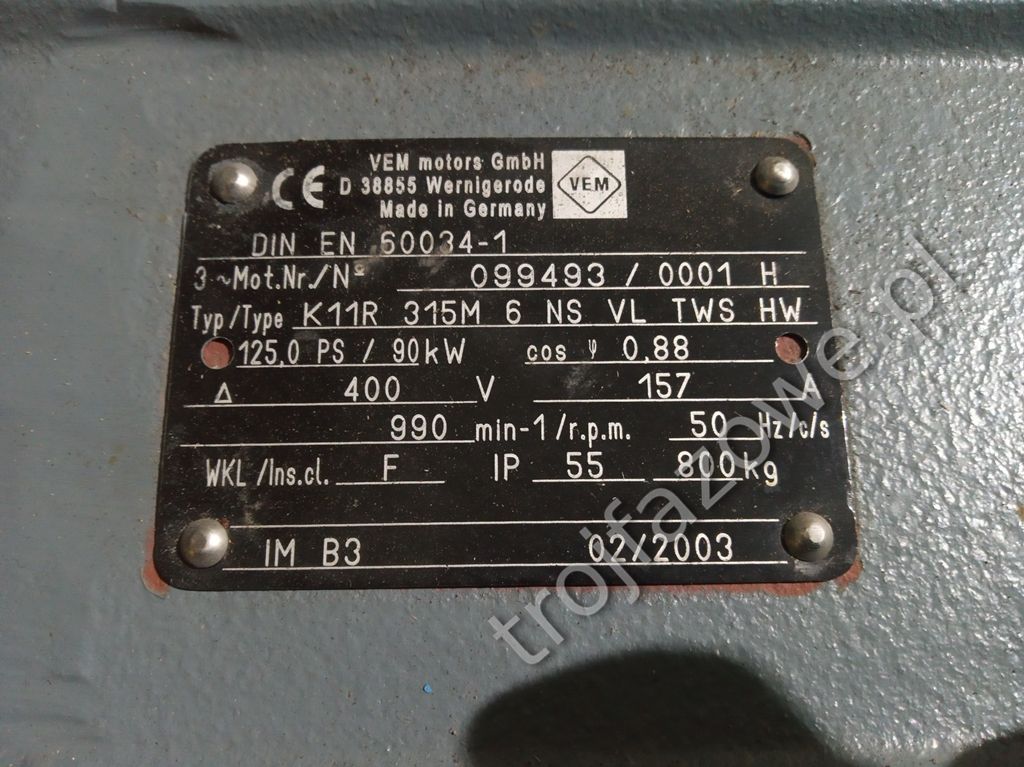 CE
VEM motors GmbH
D 38855 Wernigerode
Made in Germany
VEM
DIN EN 60034-1
3 ~Mot.Nr./Nº 099493 / 0001 H
Typ/Type K11R 315M 6 NS VL TWS HW
125,0 PS / 90kW cos φ 0,88
Δ 400 V 157 A
990 min-1/r.p.m. 50 Hz/c/s
WKL /Ins.cl. F IP 55 800kg
IM B3 02/2003
trojfazowe.pl